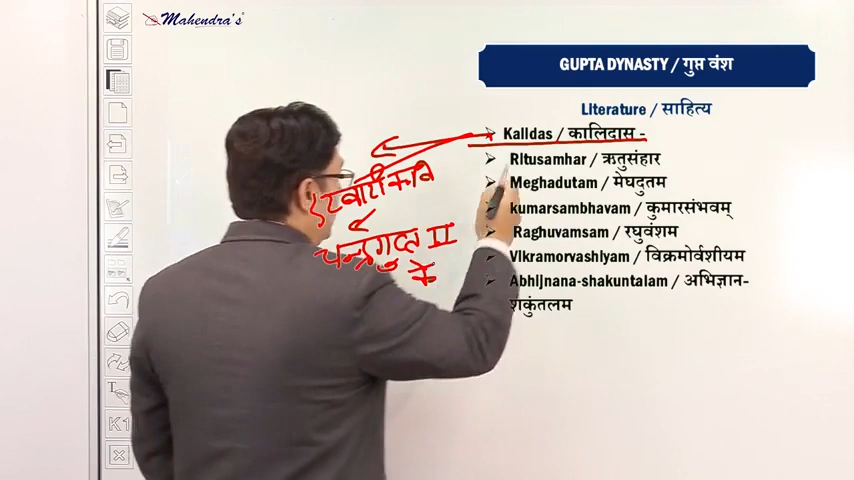 Mahendra's
GUPTA DYNASTY / गुप्त वंश
Literature / साहित्य
Kalidas / कालिदास -
Ritusamhar / ऋतुसंहार
Meghadutam / मेघदुतम
kumarsambhavam / कुमारसंभवम्
Raghuvamsam / रघुवंशम
Vikramorvashiyam / विक्रमोर्वशीयम
Abhijnana-shakuntalam / अभिज्ञान-
शकुंतलम
चन्द्रगुप्त II
के
K1